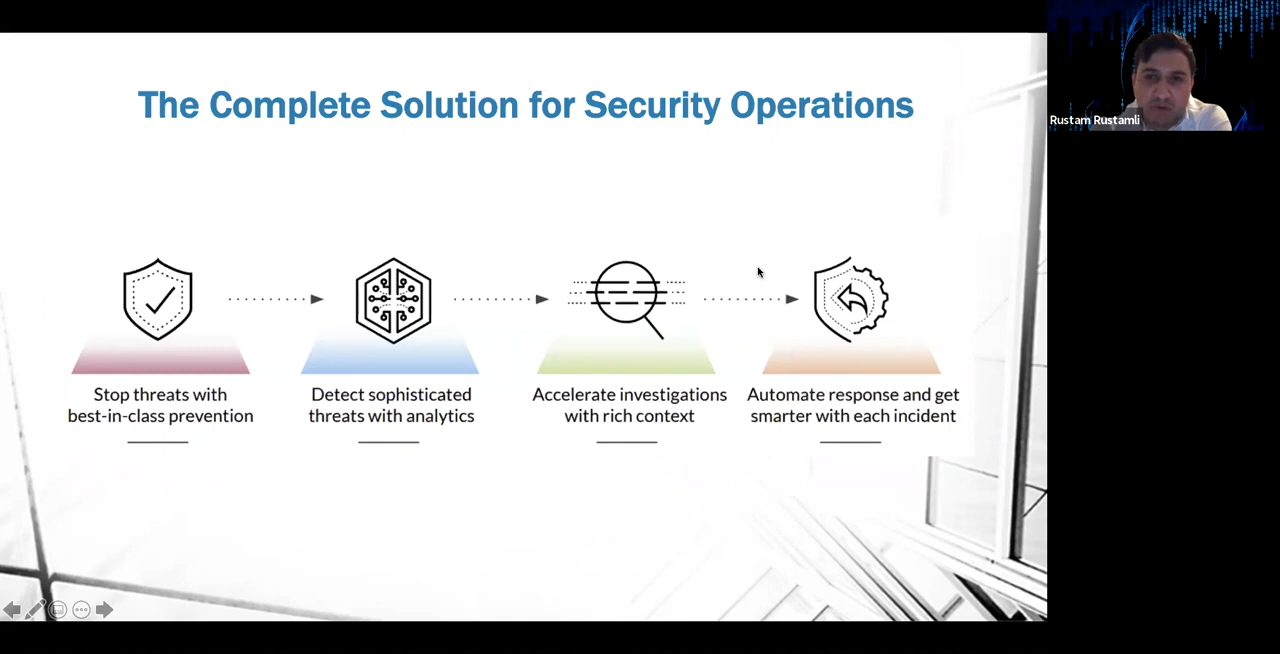 The Complete Solution for Security Operations
Rustam Rustamli
Stop threats with
best-in-class prevention
Detect sophisticated
threats with analytics
Accelerate investigations
with rich context
Automate response and get
smarter with each incident